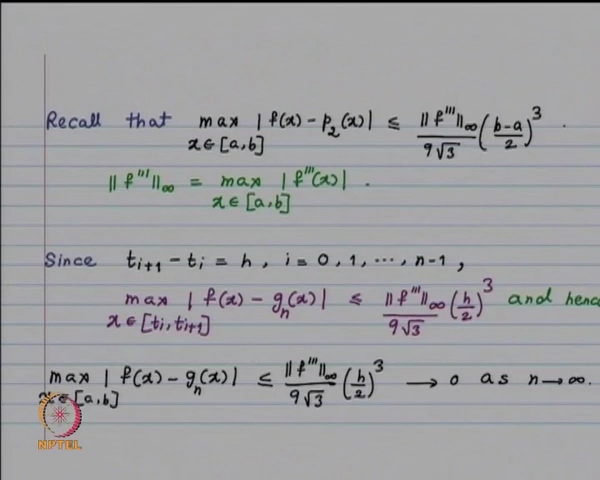 Recall that max | f(x) - p₂(x)| ≤ ‖f'''‖∞ / 9√3 ((b-a)/2)³ .
x ∈ [a,b]
‖f'''‖∞ = max |f'''(x)| .
x ∈ [a,b]
Since tᵢ₊₁ - tᵢ = h , i = 0, 1, ..., n-1 ,
max | f(x) - gₙ(x)| ≤ ‖f'''‖∞ / 9√3 (h/2)³ and hence
x ∈ [tᵢ, tᵢ₊₁]
max | f(x) - gₙ(x)| ≤ ‖f'''‖∞ / 9√3 (h/2)³ → 0 as n → ∞.
x ∈ [a,b]
NPTEL